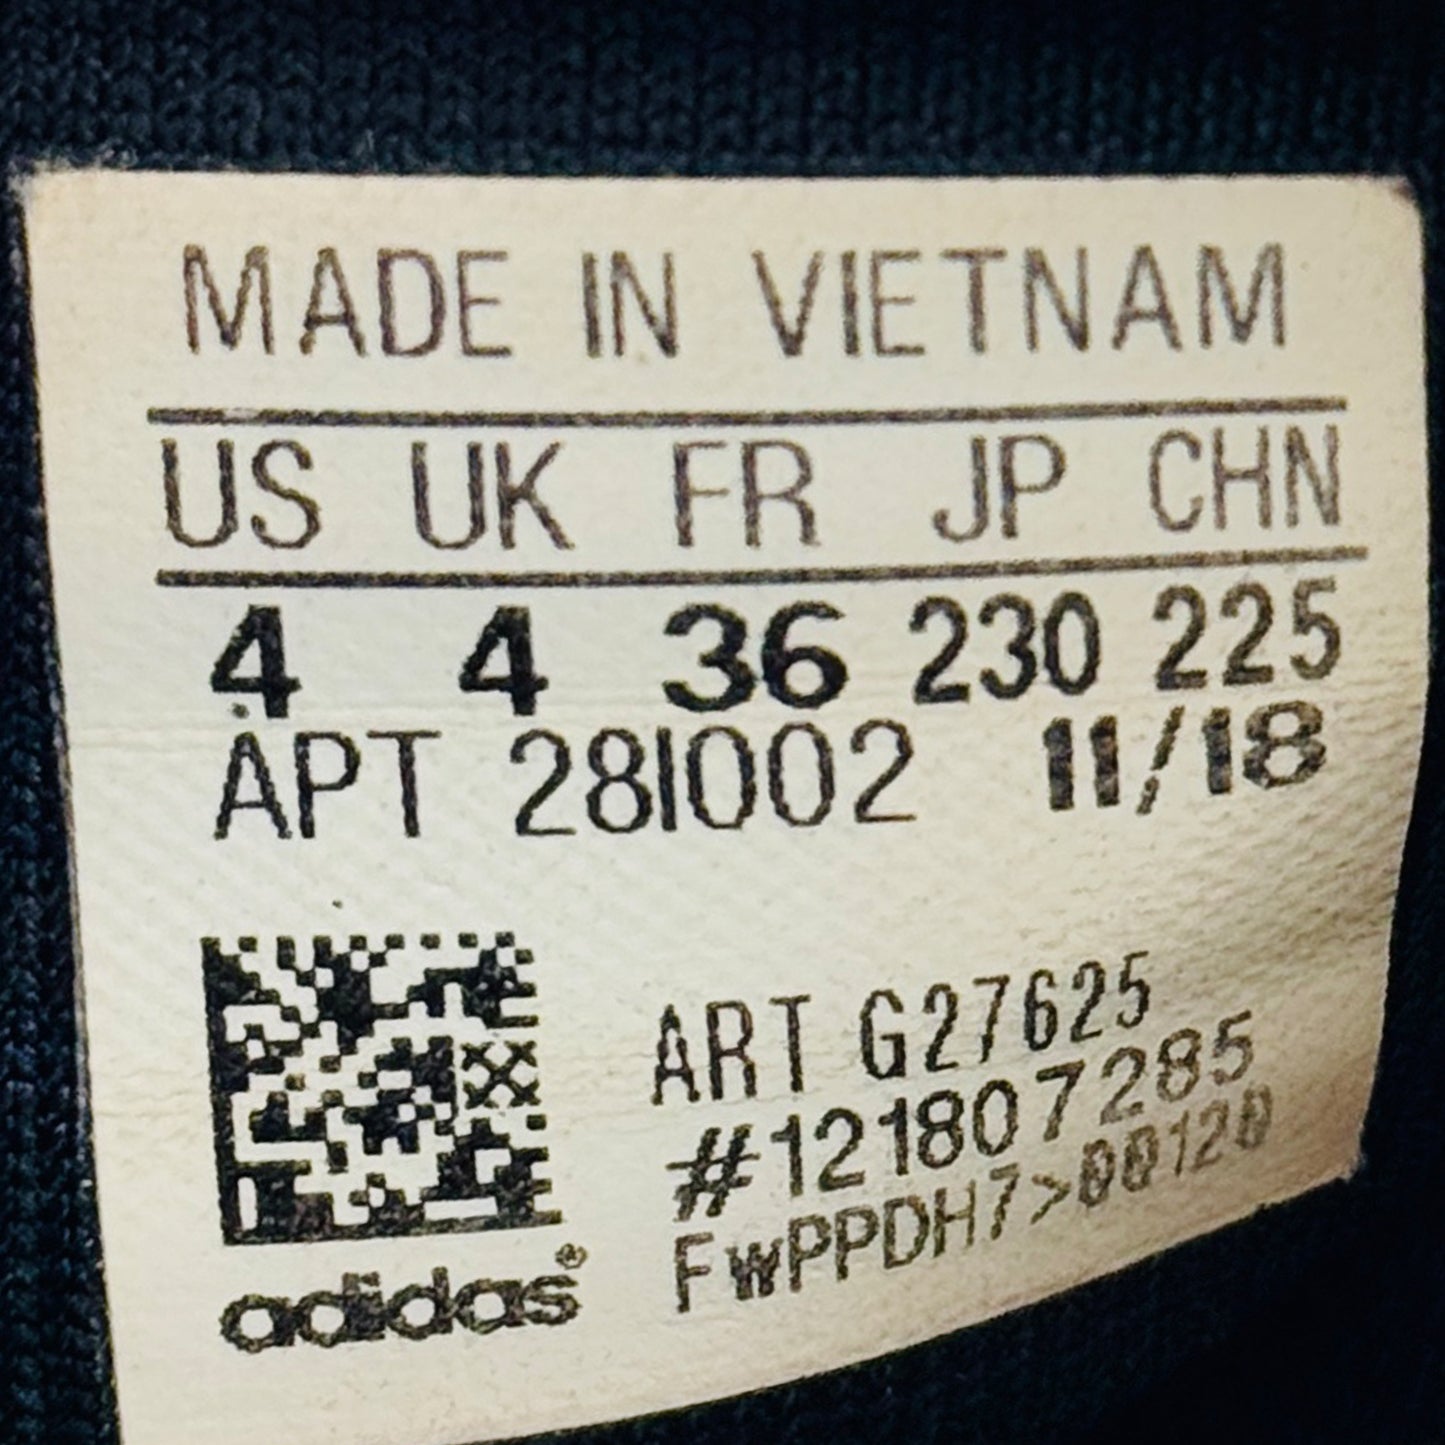 MADE IN VIETNAM
US UK FR JP CHN
4 4 36 230 225
APT 281002 11/18
ART G27625
#121807285
FwPPDH7>00120
adidas®